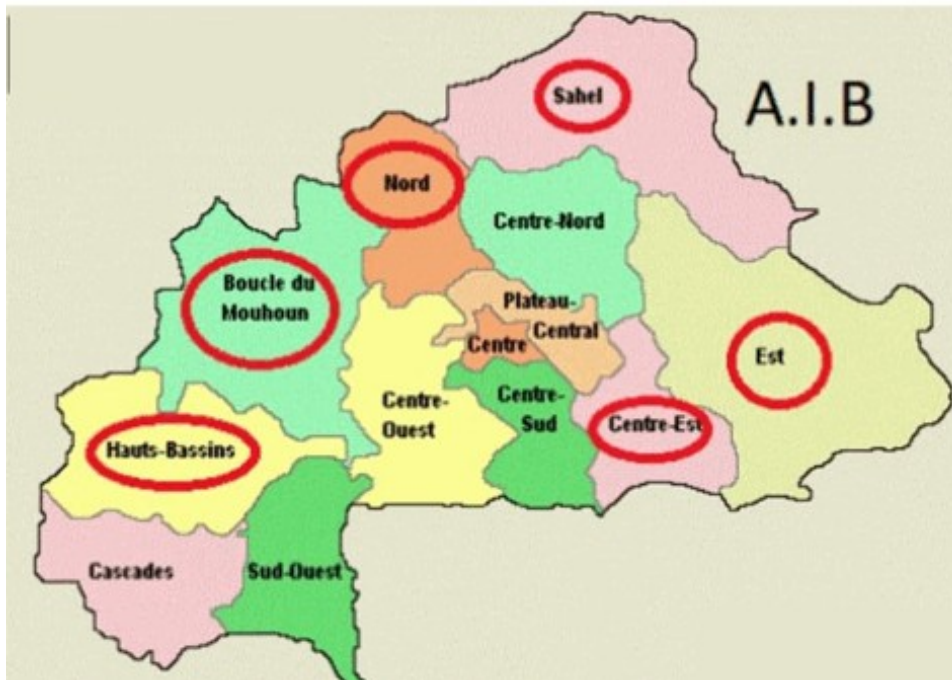 Sahel
A.I.B
Nord
Centre-Nord
Boucle du
Mouhoun
Plateau-
Central
Centre
Est
Centre-
Ouest
Centre-
Sud
Centre-Est
Hauts-Bassins
Cascades
Sud-Ouest